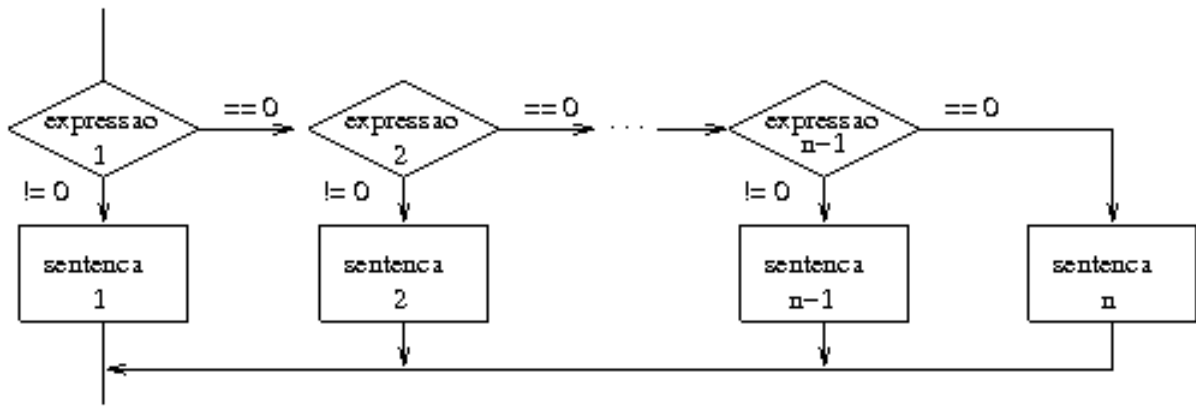 expressao
1
== 0
expressao
2
== 0
. . .
expressao
n-1
== 0
!= 0
!= 0
!= 0
sentenca
1
sentenca
2
sentenca
n-1
sentenca
n